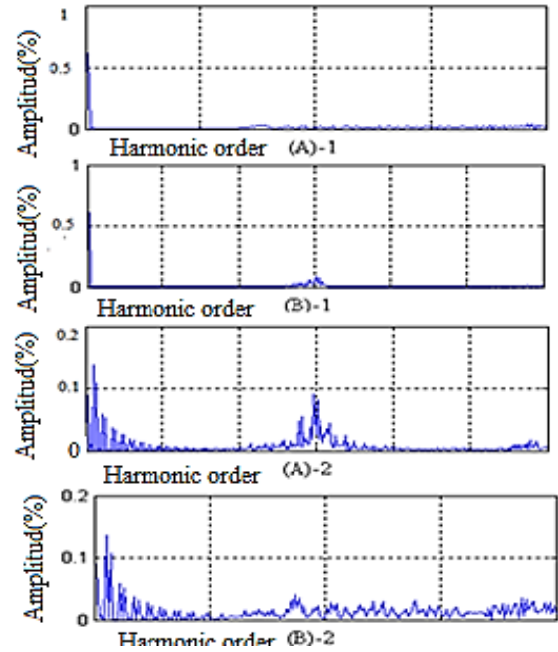 1
0.5
0
Amplitud(%)
Harmonic order (A)-1
1
0.5
0
Amplitud(%)
Harmonic order (B)-1
0.2
0.1
0
Amplitud(%)
Harmonic order (A)-2
0.2
0.1
0
Amplitud(%)
Harmonic order (B)-2